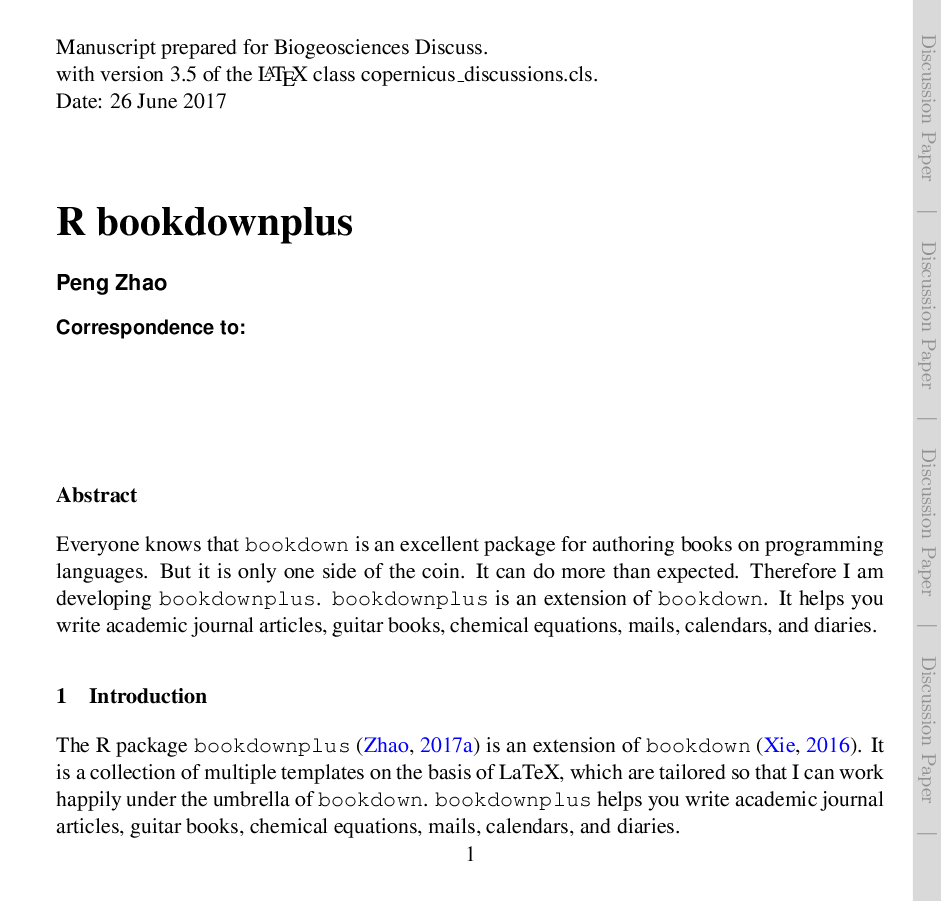 Manuscript prepared for Biogeosciences Discuss.
with version 3.5 of the LATEX class copernicus_discussions.cls.
Date: 26 June 2017
R bookdownplus
Peng Zhao
Correspondence to:
Abstract
Everyone knows that bookdown is an excellent package for authoring books on programming
languages. But it is only one side of the coin. It can do more than expected. Therefore I am
developing bookdownplus. bookdownplus is an extension of bookdown. It helps you
write academic journal articles, guitar books, chemical equations, mails, calendars, and diaries.
1 Introduction
The R package bookdownplus (Zhao, 2017a) is an extension of bookdown (Xie, 2016). It
is a collection of multiple templates on the basis of LaTeX, which are tailored so that I can work
happily under the umbrella of bookdown. bookdownplus helps you write academic journal
articles, guitar books, chemical equations, mails, calendars, and diaries.
1
Discussion Paper | Discussion Paper | Discussion Paper | Discussion Paper |